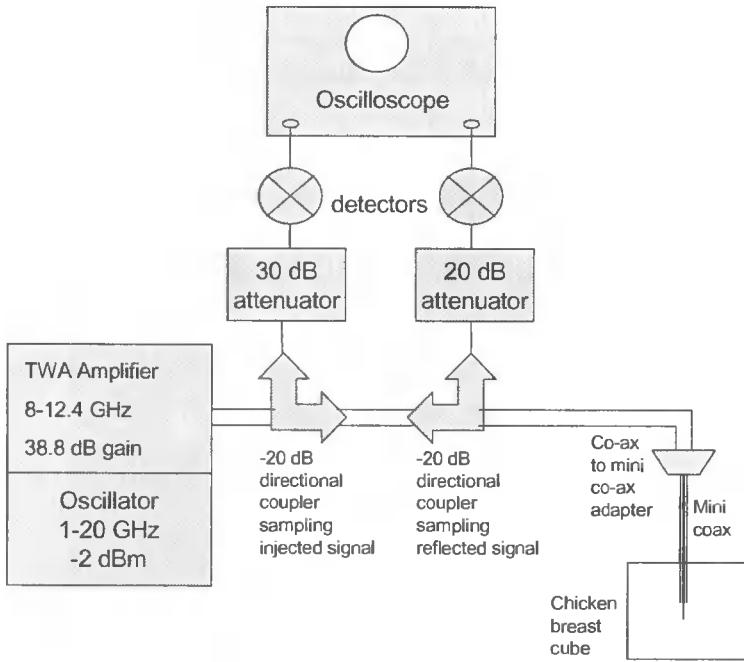 Oscilloscope
detectors
30 dB
attenuator
20 dB
attenuator
TWA Amplifier
8-12.4 GHz
38.8 dB gain
Oscillator
1-20 GHz
-2 dBm
-20 dB
directional
coupler
sampling
injected signal
-20 dB
directional
coupler
sampling
reflected signal
Co-ax
to mini
co-ax
adapter
Mini
coax
Chicken
breast
cube